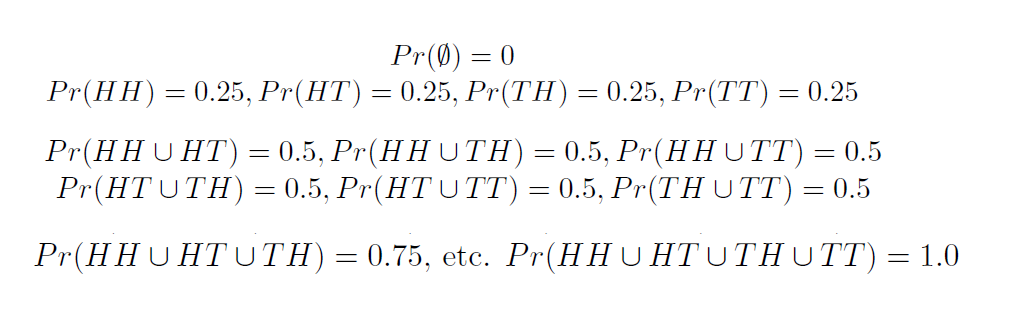 Pr(∅) = 0
Pr(HH) = 0.25, Pr(HT) = 0.25, Pr(TH) = 0.25, Pr(TT) = 0.25
Pr(HH ∪ HT) = 0.5, Pr(HH ∪ TH) = 0.5, Pr(HH ∪ TT) = 0.5
Pr(HT ∪ TH) = 0.5, Pr(HT ∪ TT) = 0.5, Pr(TH ∪ TT) = 0.5
Pr(HH ∪ HT ∪ TH) = 0.75, etc. Pr(HH ∪ HT ∪ TH ∪ TT) = 1.0